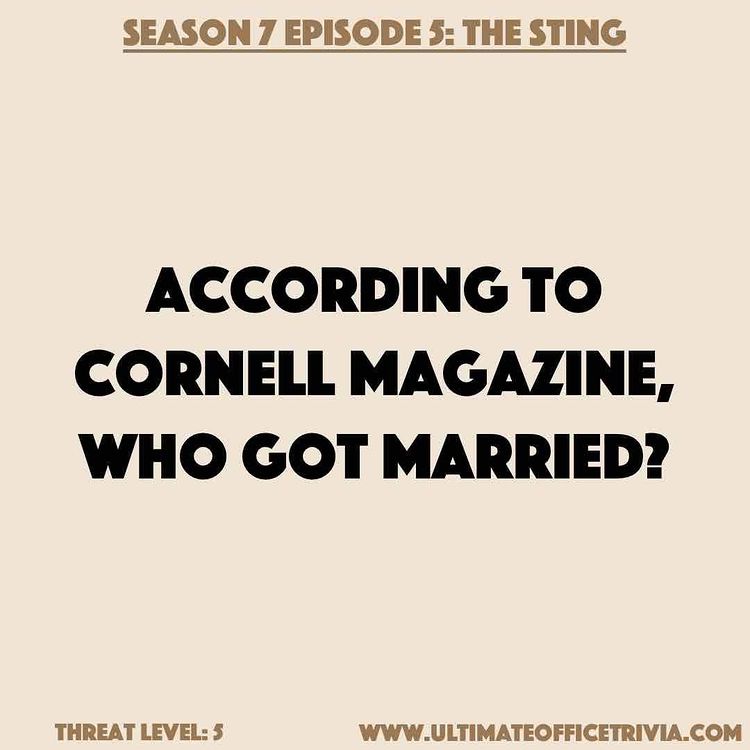 SEASON 7 EPISODE 5: THE STING
ACCORDING TO
CORNELL MAGAZINE,
WHO GOT MARRIED?
THREAT LEVEL: 5
WWW.ULTIMATEOFFICETRIVIA.COM